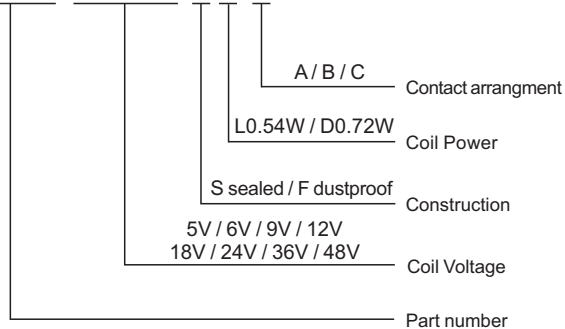 A / B / C
Contact arrangment
L0.54W / D0.72W
Coil Power
S sealed / F dustproof
Construction
5V / 6V / 9V / 12V
18V / 24V / 36V / 48V
Coil Voltage
Part number